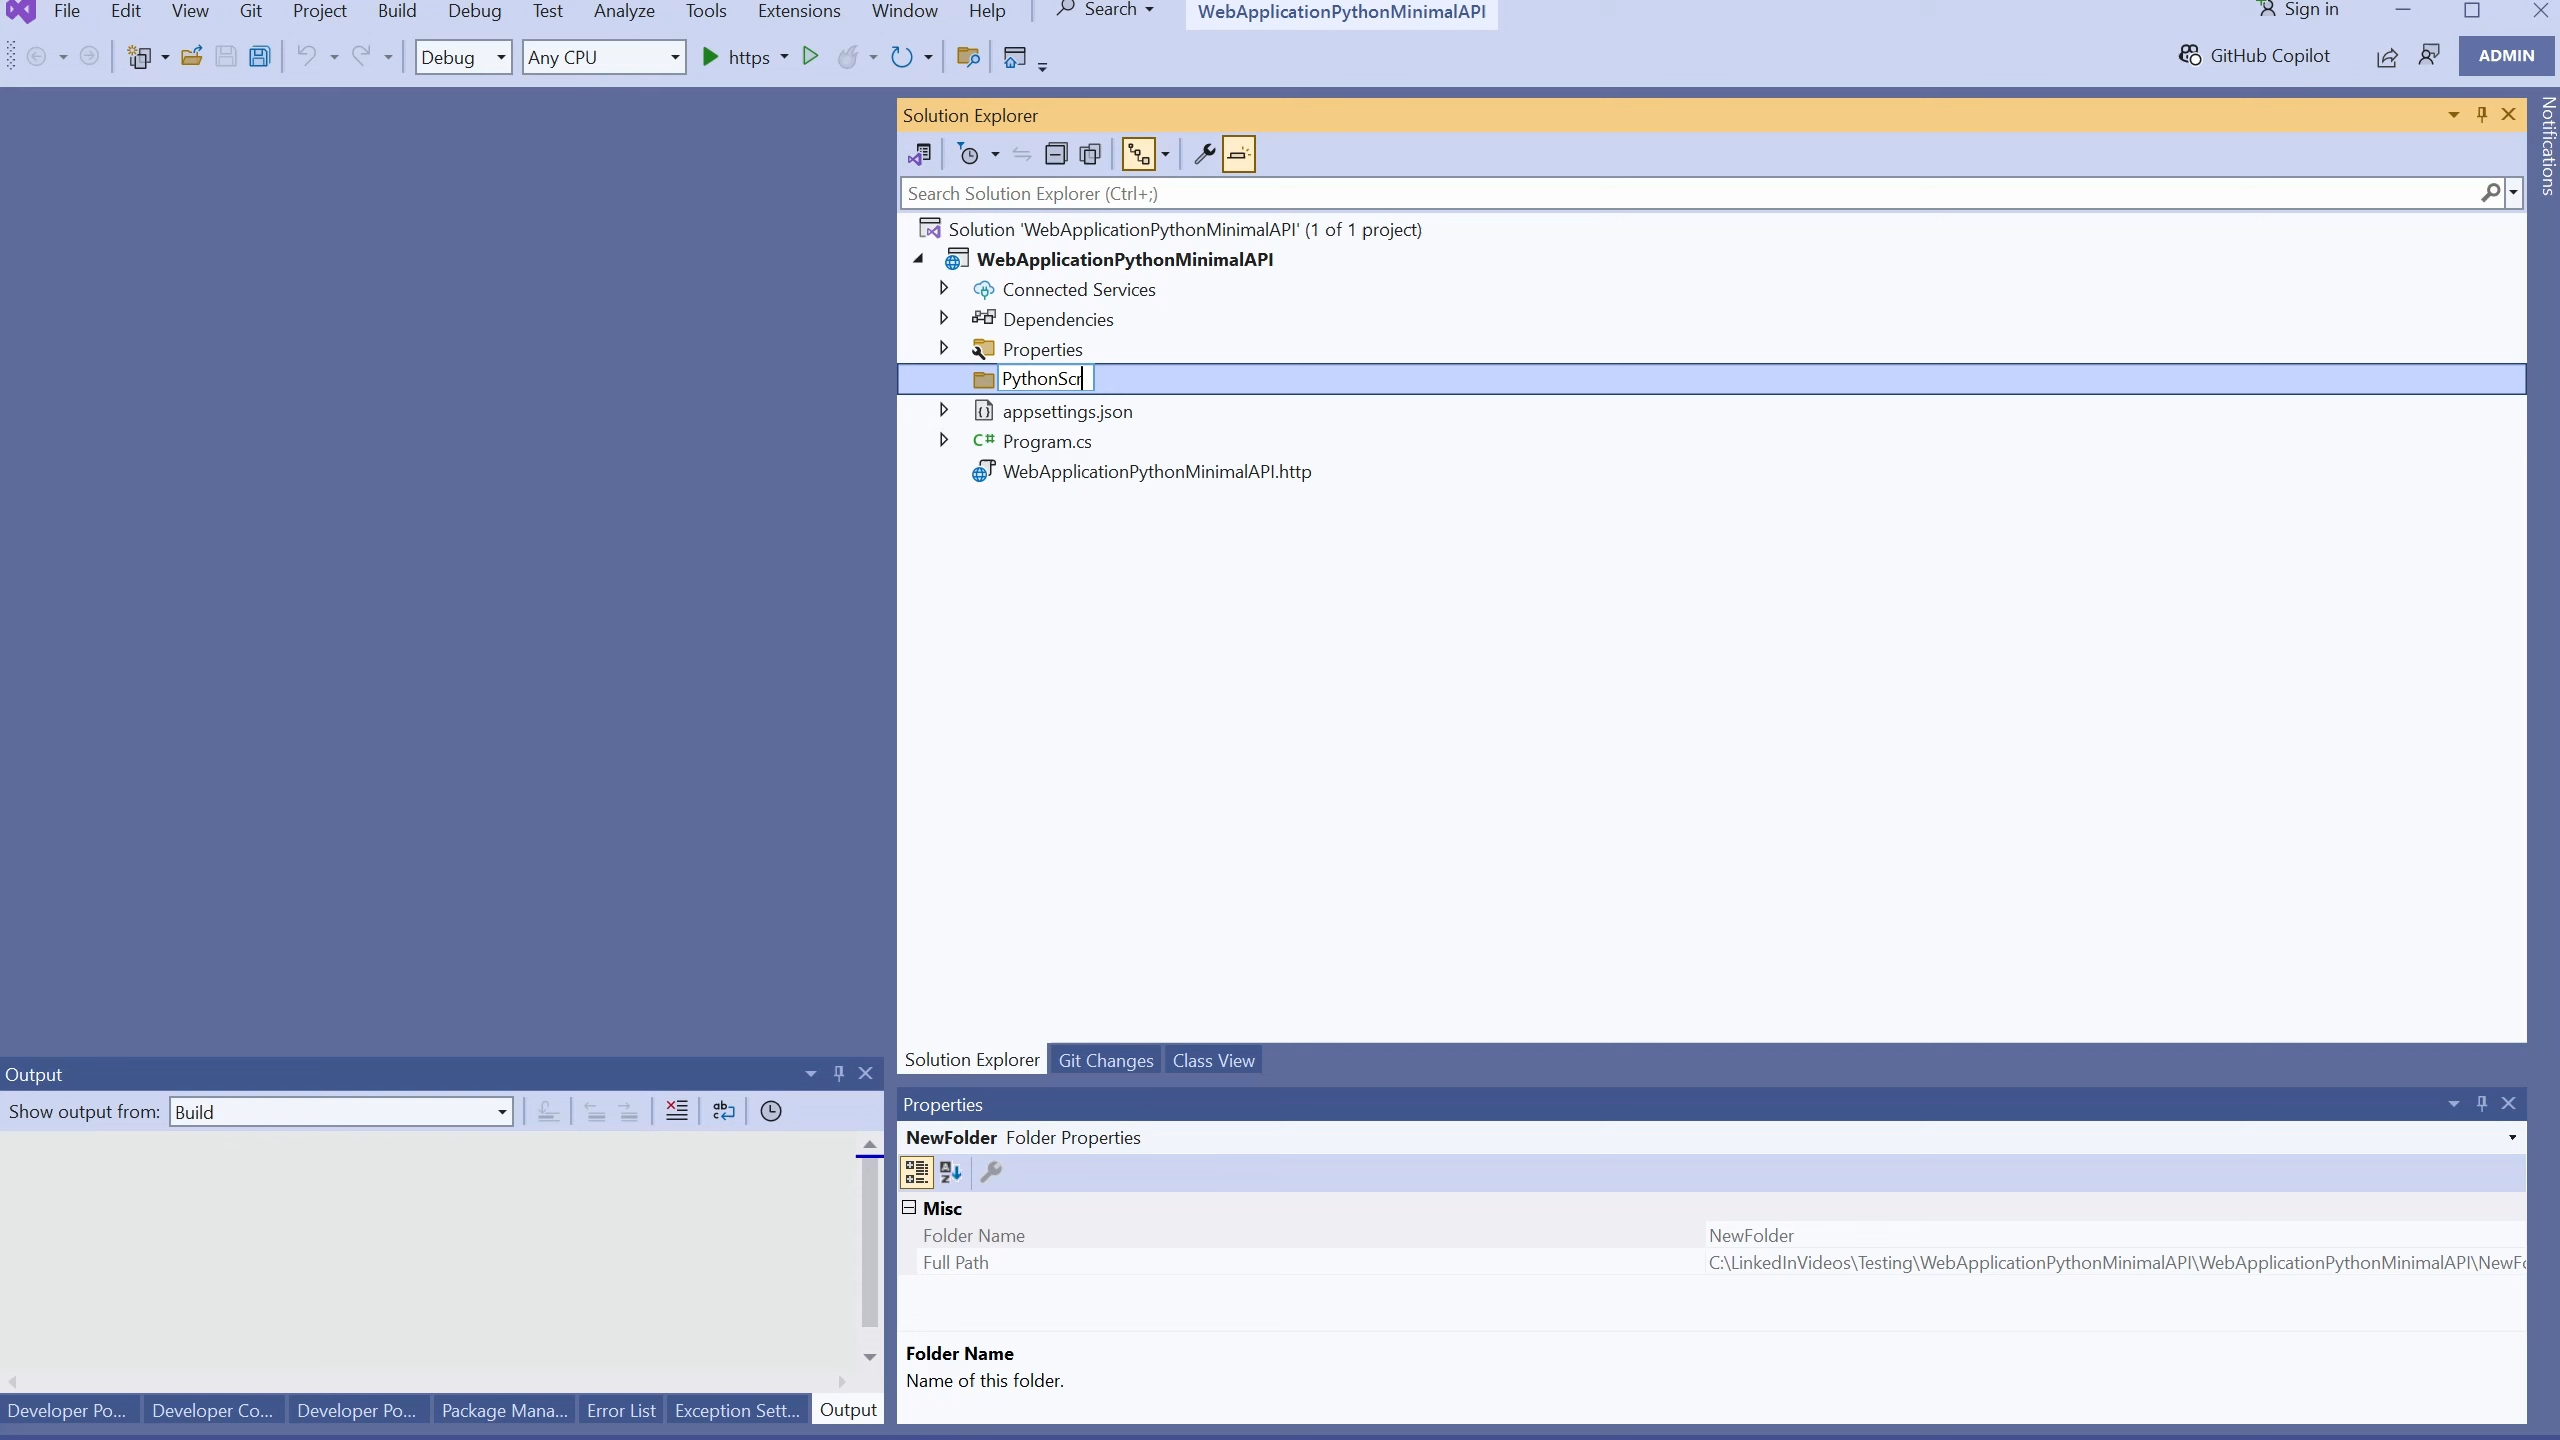 File Edit View Git Project Build Debug Test Analyze Tools Extensions Window Help Search WebApplicationPythonMinimalAPI Sign in
Debug Any CPU https GitHub Copilot ADMIN
Notifications
Solution Explorer
Search Solution Explorer (Ctrl+;)
Solution 'WebApplicationPythonMinimalAPI' (1 of 1 project)
WebApplicationPythonMinimalAPI
Connected Services
Dependencies
Properties
PythonScr
appsettings.json
C# Program.cs
WebApplicationPythonMinimalAPI.http
Solution Explorer Git Changes Class View
Output
Show output from: Build
Developer Po... Developer Co... Developer Po... Package Mana... Error List Exception Sett... Output
Properties
NewFolder Folder Properties
Misc
Folder Name NewFolder
Full Path C:\LinkedInVideos\Testing\WebApplicationPythonMinimalAPI\WebApplicationPythonMinimalAPI\NewFo
Folder Name
Name of this folder.